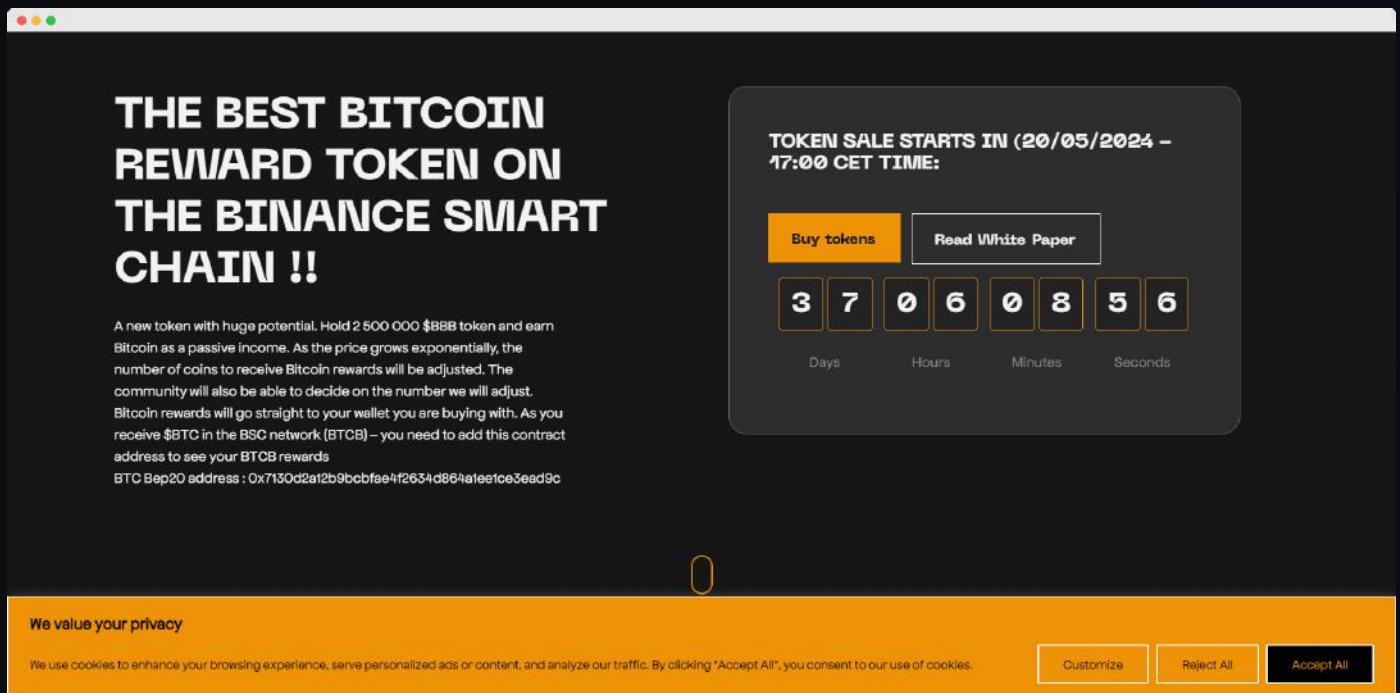 THE BEST BITCOIN
REWARD TOKEN ON
THE BINANCE SMART
CHAIN !!
A new token with huge potential. Hold 2 500 000 $BBB token and earn
Bitcoin as a passive income. As the price grows exponentially, the
number of coins to receive Bitcoin rewards will be adjusted. The
community will also be able to decide on the number we will adjust.
Bitcoin rewards will go straight to your wallet you are buying with. As you
receive $BTC in the BSC network (BTCB) – you need to add this contract
address to see your BTCB rewards
BTC Bep20 address : 0x7130d2a12b9bcbfae4f2634d864a1ee1ce3ead9c
TOKEN SALE STARTS IN (20/05/2024 –
17:00 CET TIME:
Buy tokens
Read White Paper
3 7 0 6 0 8 5 6
Days Hours Minutes Seconds
We value your privacy
We use cookies to enhance your browsing experience, serve personalized ads or content, and analyze our traffic. By clicking "Accept All", you consent to our use of cookies.
Customize
Reject All
Accept All